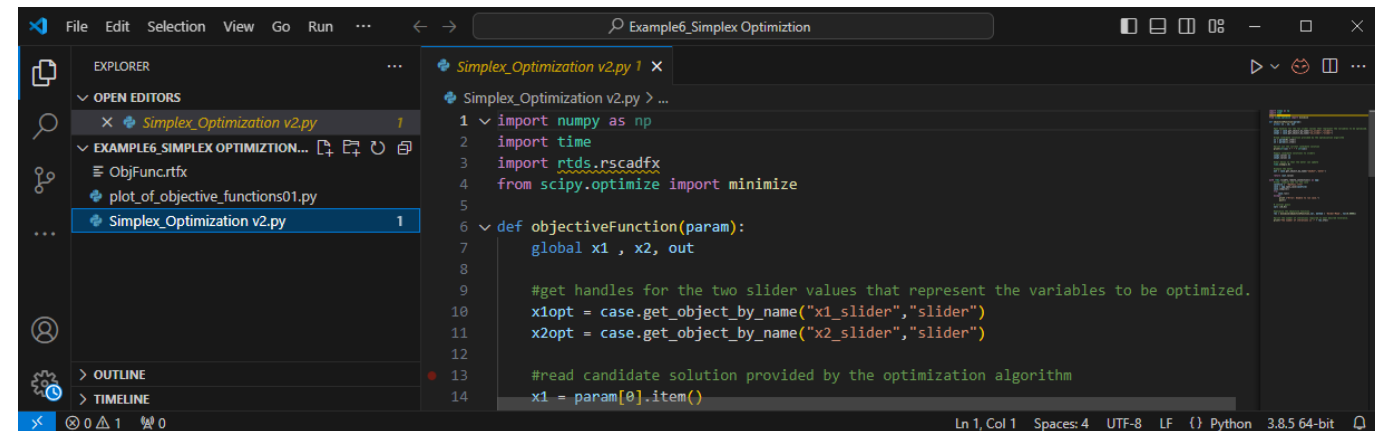 File Edit Selection View Go Run ··· Example6_Simplex Optimiztion
EXPLORER ···
OPEN EDITORS
Simplex_Optimization v2.py 1
EXAMPLE6_SIMPLEX OPTIMIZTION...
ObjFunc.rtfx
plot_of_objective_functions01.py
Simplex_Optimization v2.py 1
OUTLINE
TIMELINE
Simplex_Optimization v2.py 1
Simplex_Optimization v2.py > ...
1 import numpy as np
2 import time
3 import rtds.rscadfx
4 from scipy.optimize import minimize
5
6 def objectiveFunction(param):
7 global x1 , x2, out
8
9 #get handles for the two slider values that represent the variables to be optimized.
10 x1opt = case.get_object_by_name("x1_slider","slider")
11 x2opt = case.get_object_by_name("x2_slider","slider")
12
13 #read candidate solution provided by the optimization algorithm
14 x1 = param[0].item()
0 1 0 Ln 1, Col 1 Spaces: 4 UTF-8 LF {} Python 3.8.5 64-bit